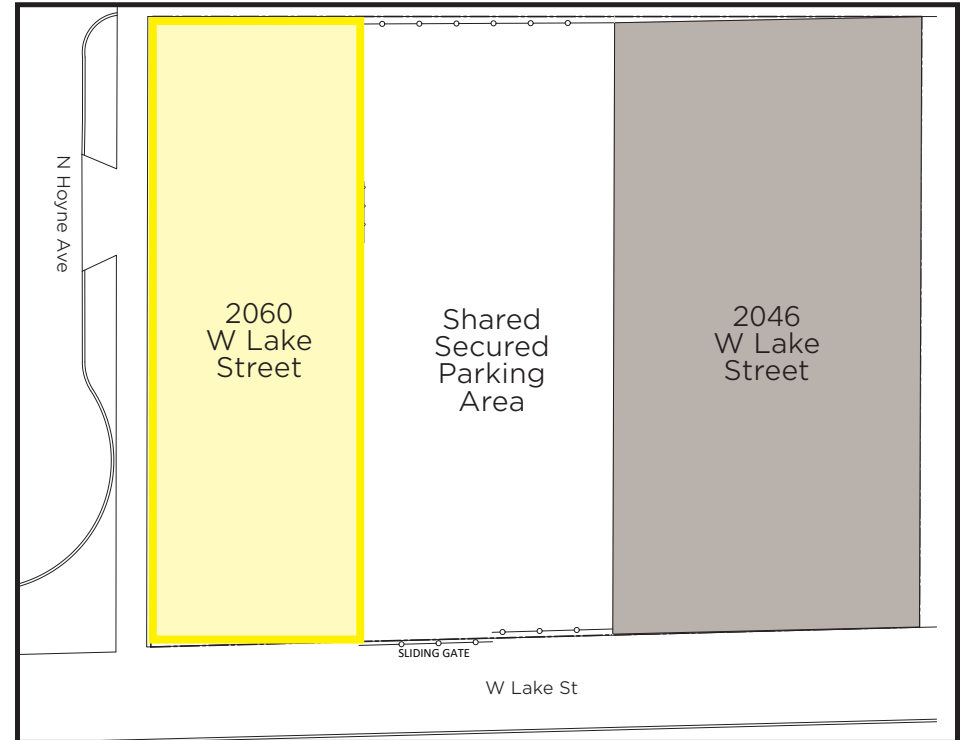 N Hoyne Ave
2060
W Lake
Street
Shared
Secured
Parking
Area
2046
W Lake
Street
SLIDING GATE
W Lake St